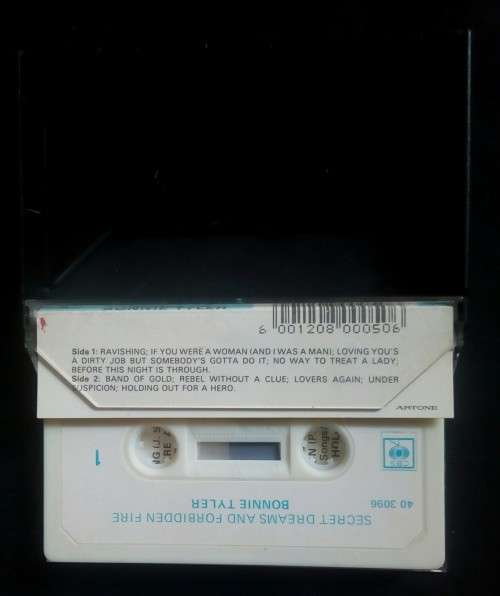 BONNIE TYLER
6 001208 000506
Side 1: RAVISHING; IF YOU WERE A WOMAN (AND I WAS A MAN); LOVING YOU'S
A DIRTY JOB BUT SOMEBODY'S GOTTA DO IT; NO WAY TO TREAT A LADY;
BEFORE THIS NIGHT IS THROUGH.
Side 2: BAND OF GOLD; REBEL WITHOUT A CLUE; LOVERS AGAIN; UNDER
SUSPICION; HOLDING OUT FOR A HERO.
ARTONE
SECRET DREAMS AND FORBIDDEN FIRE
BONNIE TYLER
40 3096
CBS
1